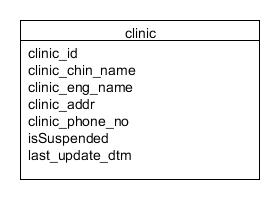 clinic
clinic_id
clinic_chin_name
clinic_eng_name
clinic_addr
clinic_phone_no
isSuspended
last_update_dtm